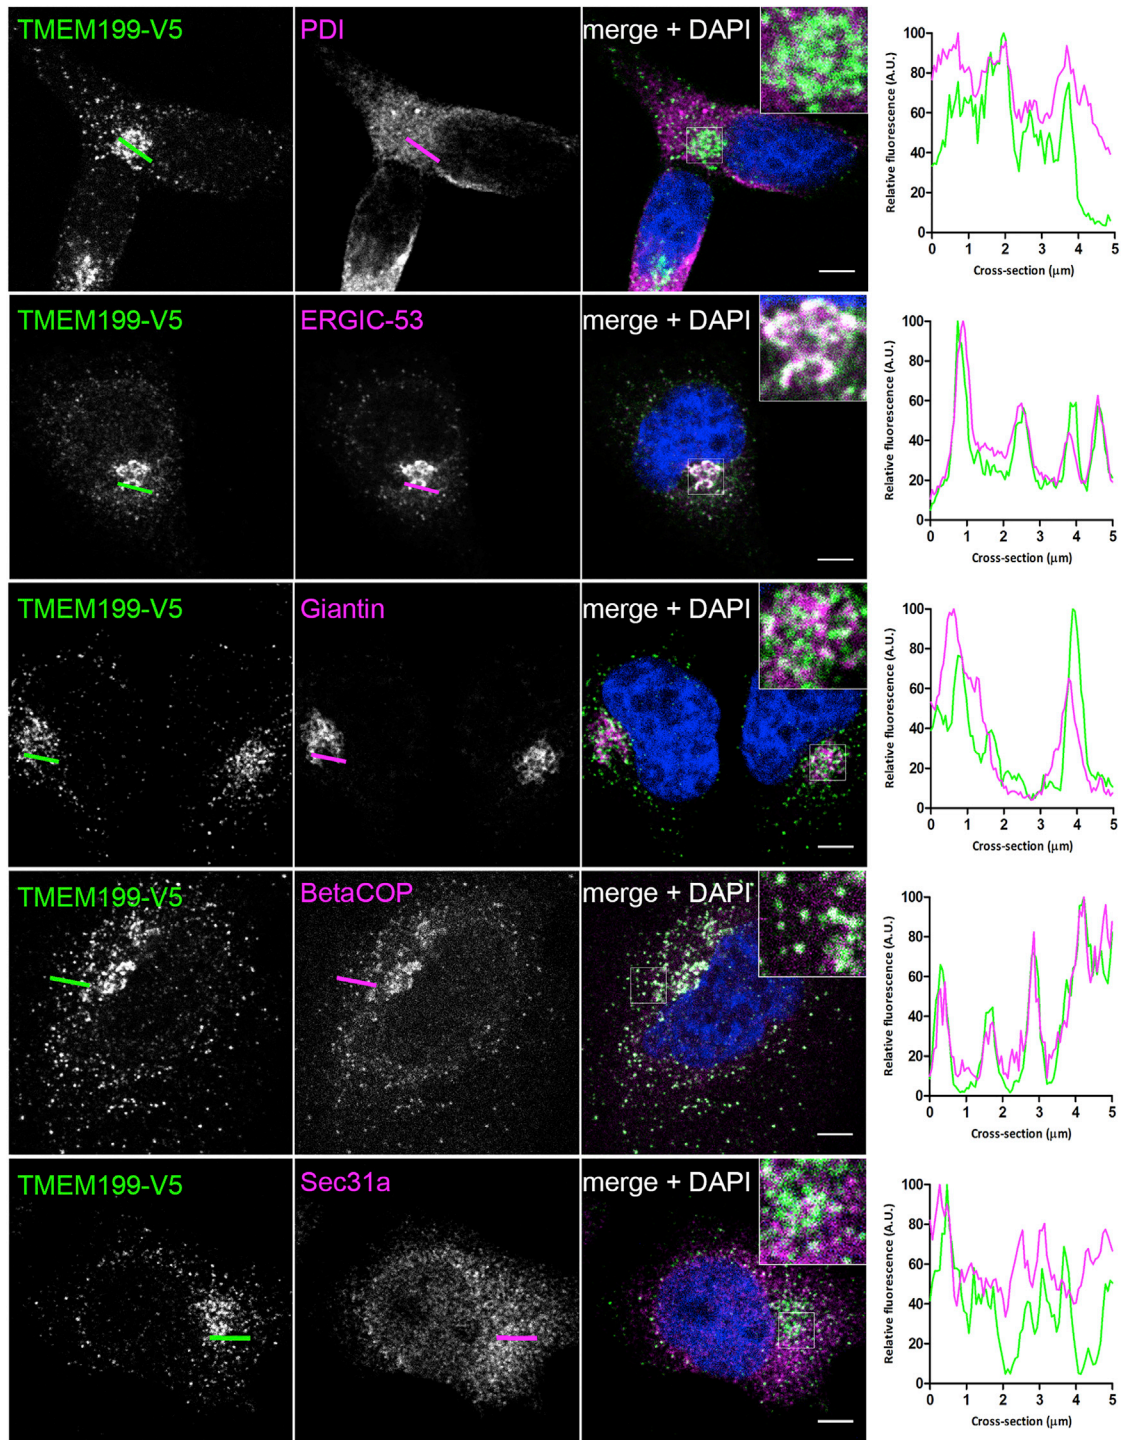 TMEM199-V5 PDI merge + DAPI
Relative fluorescence (A.U.)
100
80
60
40
20
0
0 1 2 3 4 5
Cross-section (μm)
TMEM199-V5 ERGIC-53 merge + DAPI
Relative fluorescence (A.U.)
100
80
60
40
20
0
0 1 2 3 4 5
Cross-section (μm)
TMEM199-V5 Giantin merge + DAPI
Relative fluorescence (A.U.)
100
80
60
40
20
0
0 1 2 3 4 5
Cross-section (μm)
TMEM199-V5 BetaCOP merge + DAPI
Relative fluorescence (A.U.)
100
80
60
40
20
0
0 1 2 3 4 5
Cross-section (μm)
TMEM199-V5 Sec31a merge + DAPI
Relative fluorescence (A.U.)
100
80
60
40
20
0
0 1 2 3 4 5
Cross-section (μm)